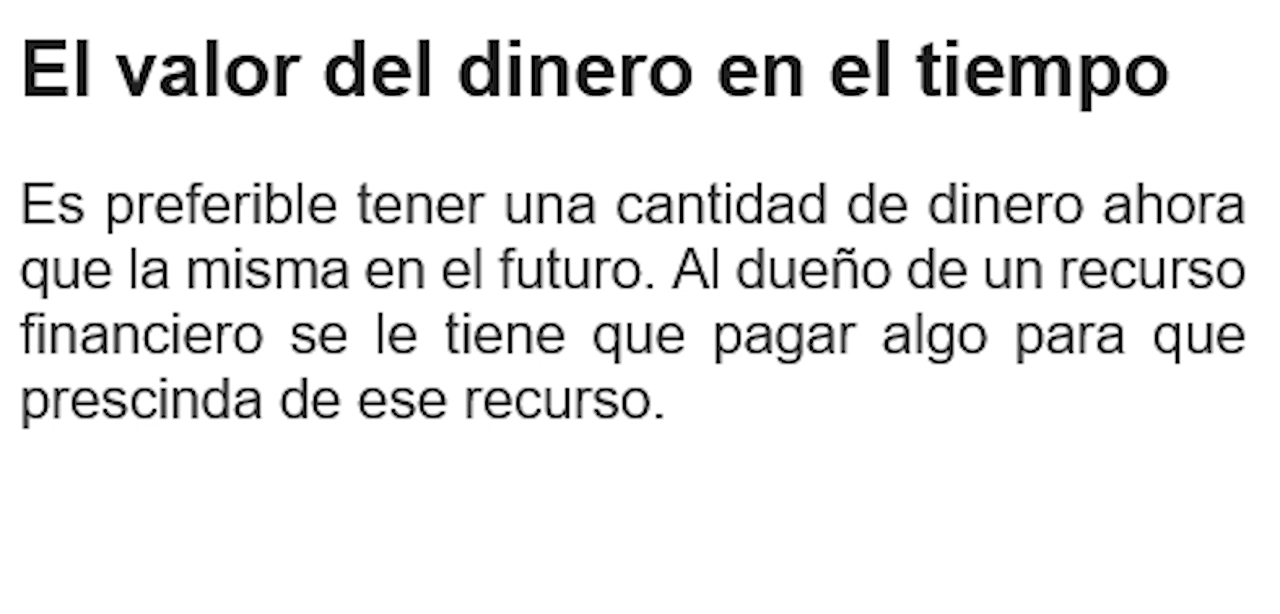 El valor del dinero en el tiempo
Es preferible tener una cantidad de dinero ahora
que la misma en el futuro. Al dueño de un recurso
financiero se le tiene que pagar algo para que
prescinda de ese recurso.